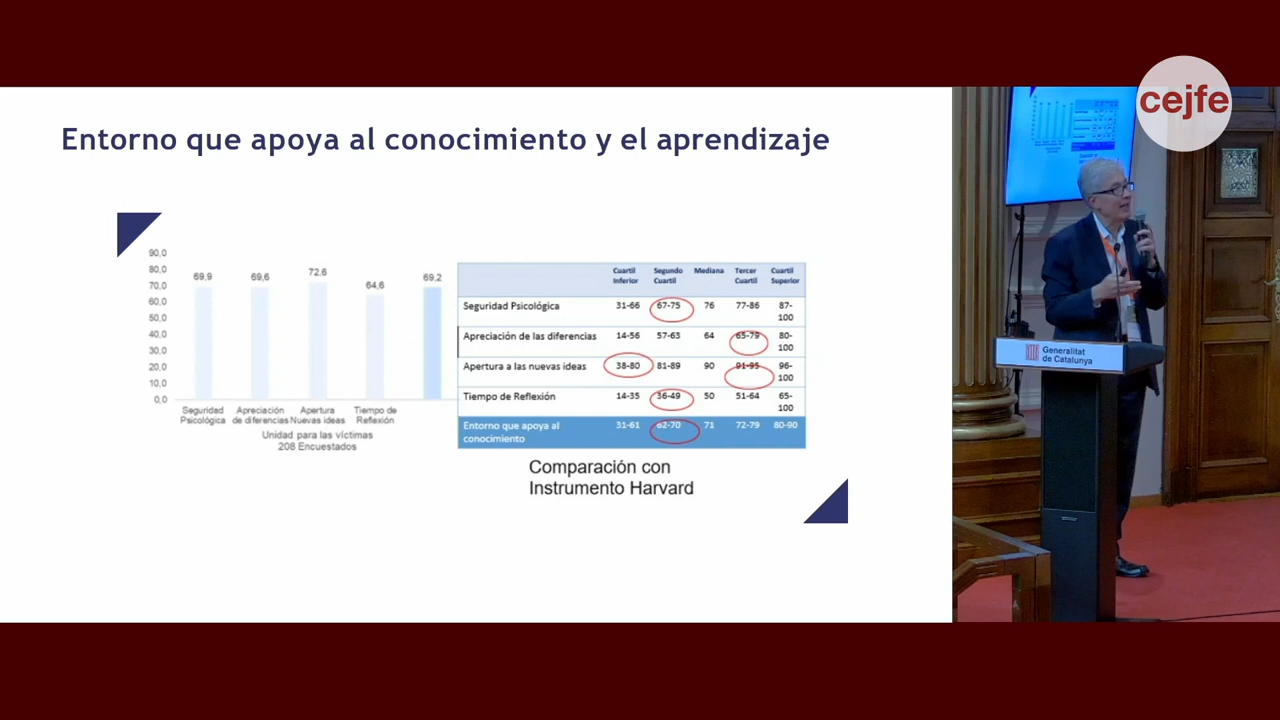 cejfe
Entorno que apoya al conocimiento y el aprendizaje
90,0
80,0
70,0
60,0
50,0
40,0
30,0
20,0
10,0
0,0
69,9
69,6
72,6
64,6
69,2
Seguridad
Psicológica
Apreciación
de diferencias
Apertura
Nuevas ideas
Tiempo de
Reflexión
Unidad para las víctimas
208 Encuestados
Cuartil Inferior
Segundo Cuartil
Mediana
Tercer Cuartil
Cuartil Superior
Seguridad Psicológica 31-66 67-75 76 77-86 87-100
Apreciación de las diferencias 14-56 57-63 64 65-79 80-100
Apertura a las nuevas ideas 38-80 81-89 90 91-95 96-100
Tiempo de Reflexión 14-35 36-49 50 51-64 65-100
Entorno que apoya al conocimiento 31-61 62-70 71 72-79 80-90
Comparación con
Instrumento Harvard
Generalitat
de Catalunya